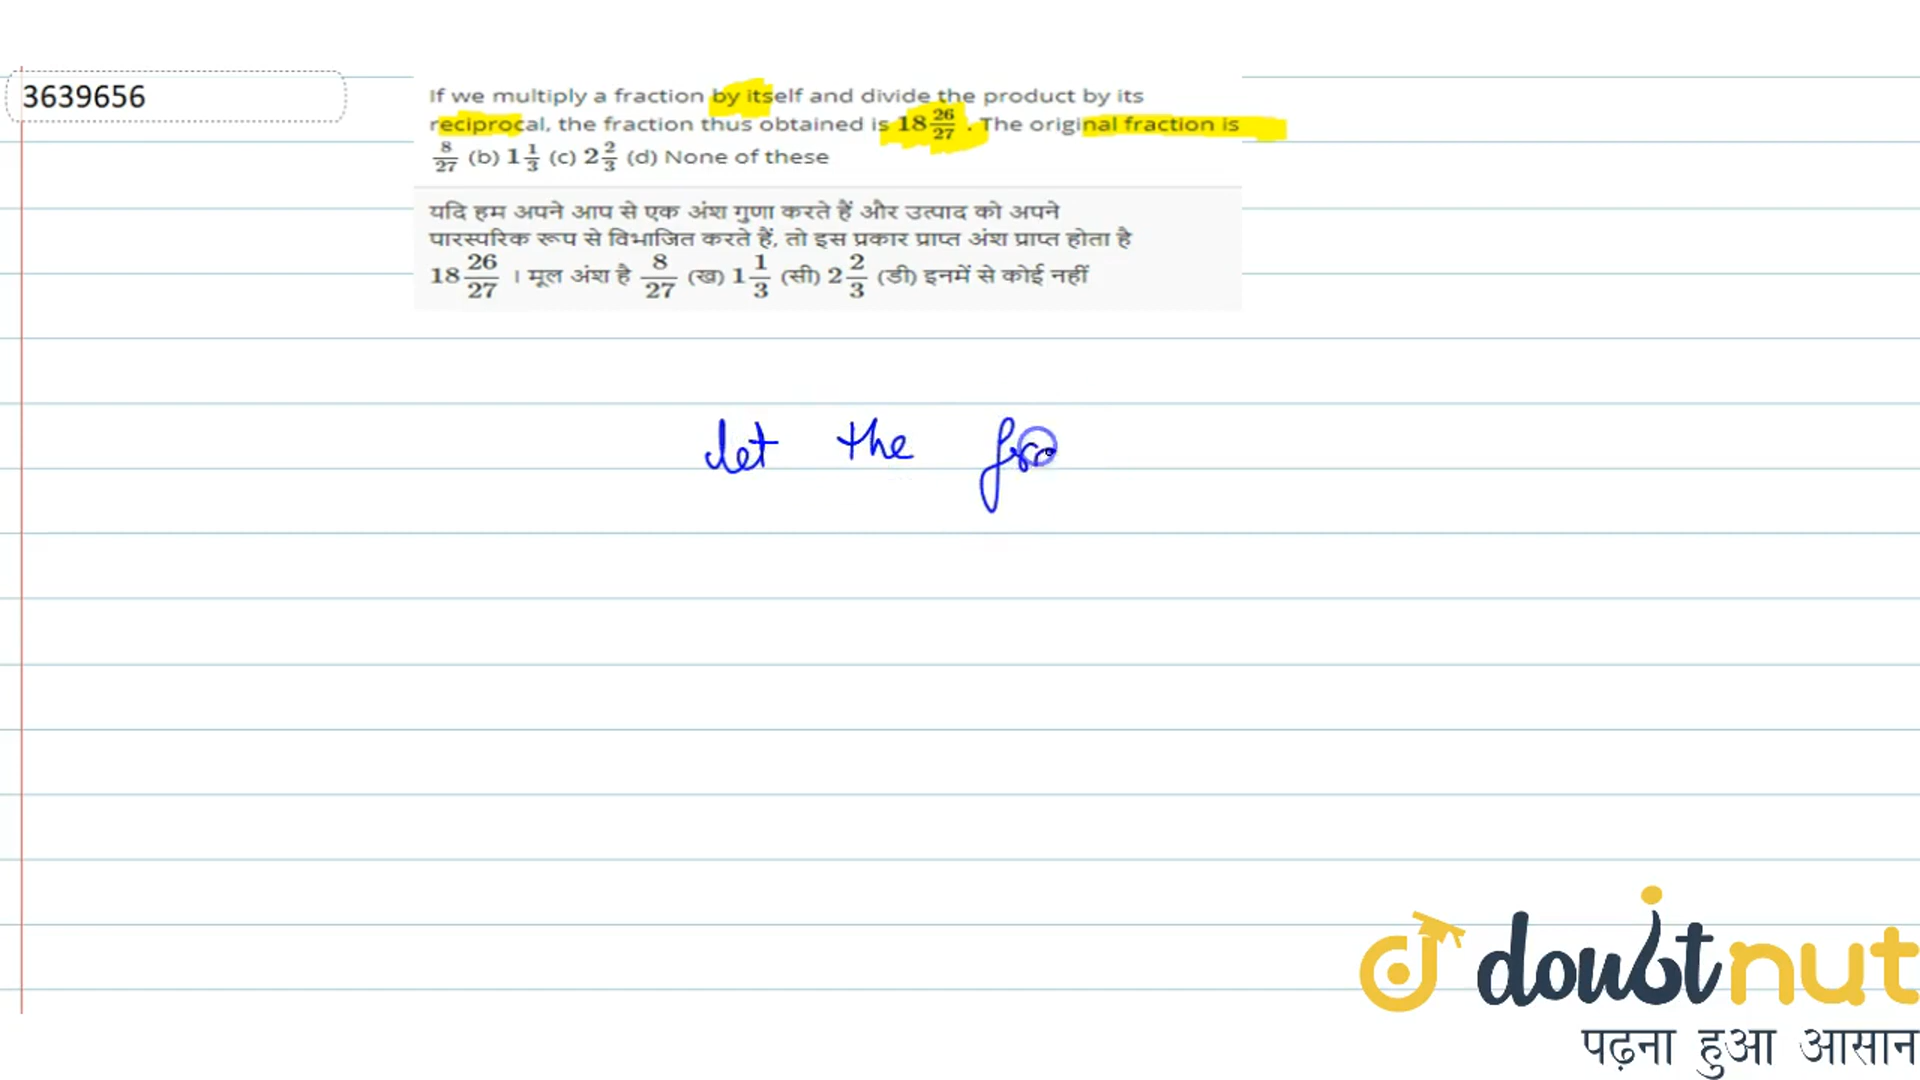 3639656
If we multiply a fraction by itself and divide the product by its
reciprocal, the fraction thus obtained is 18 26/27 . The original fraction is
8/27 (b) 1 1/3 (c) 2 2/3 (d) None of these
यदि हम अपने आप से एक अंश गुणा करते हैं और उत्पाद को अपने
पारस्परिक रूप से विभाजित करते हैं, तो इस प्रकार प्राप्त अंश प्राप्त होता है
18 26/27 । मूल अंश है 8/27 (ख) 1 1/3 (सी) 2 2/3 (डी) इनमें से कोई नहीं
let the fra
doubtnut
पढ़ना हुआ आसान